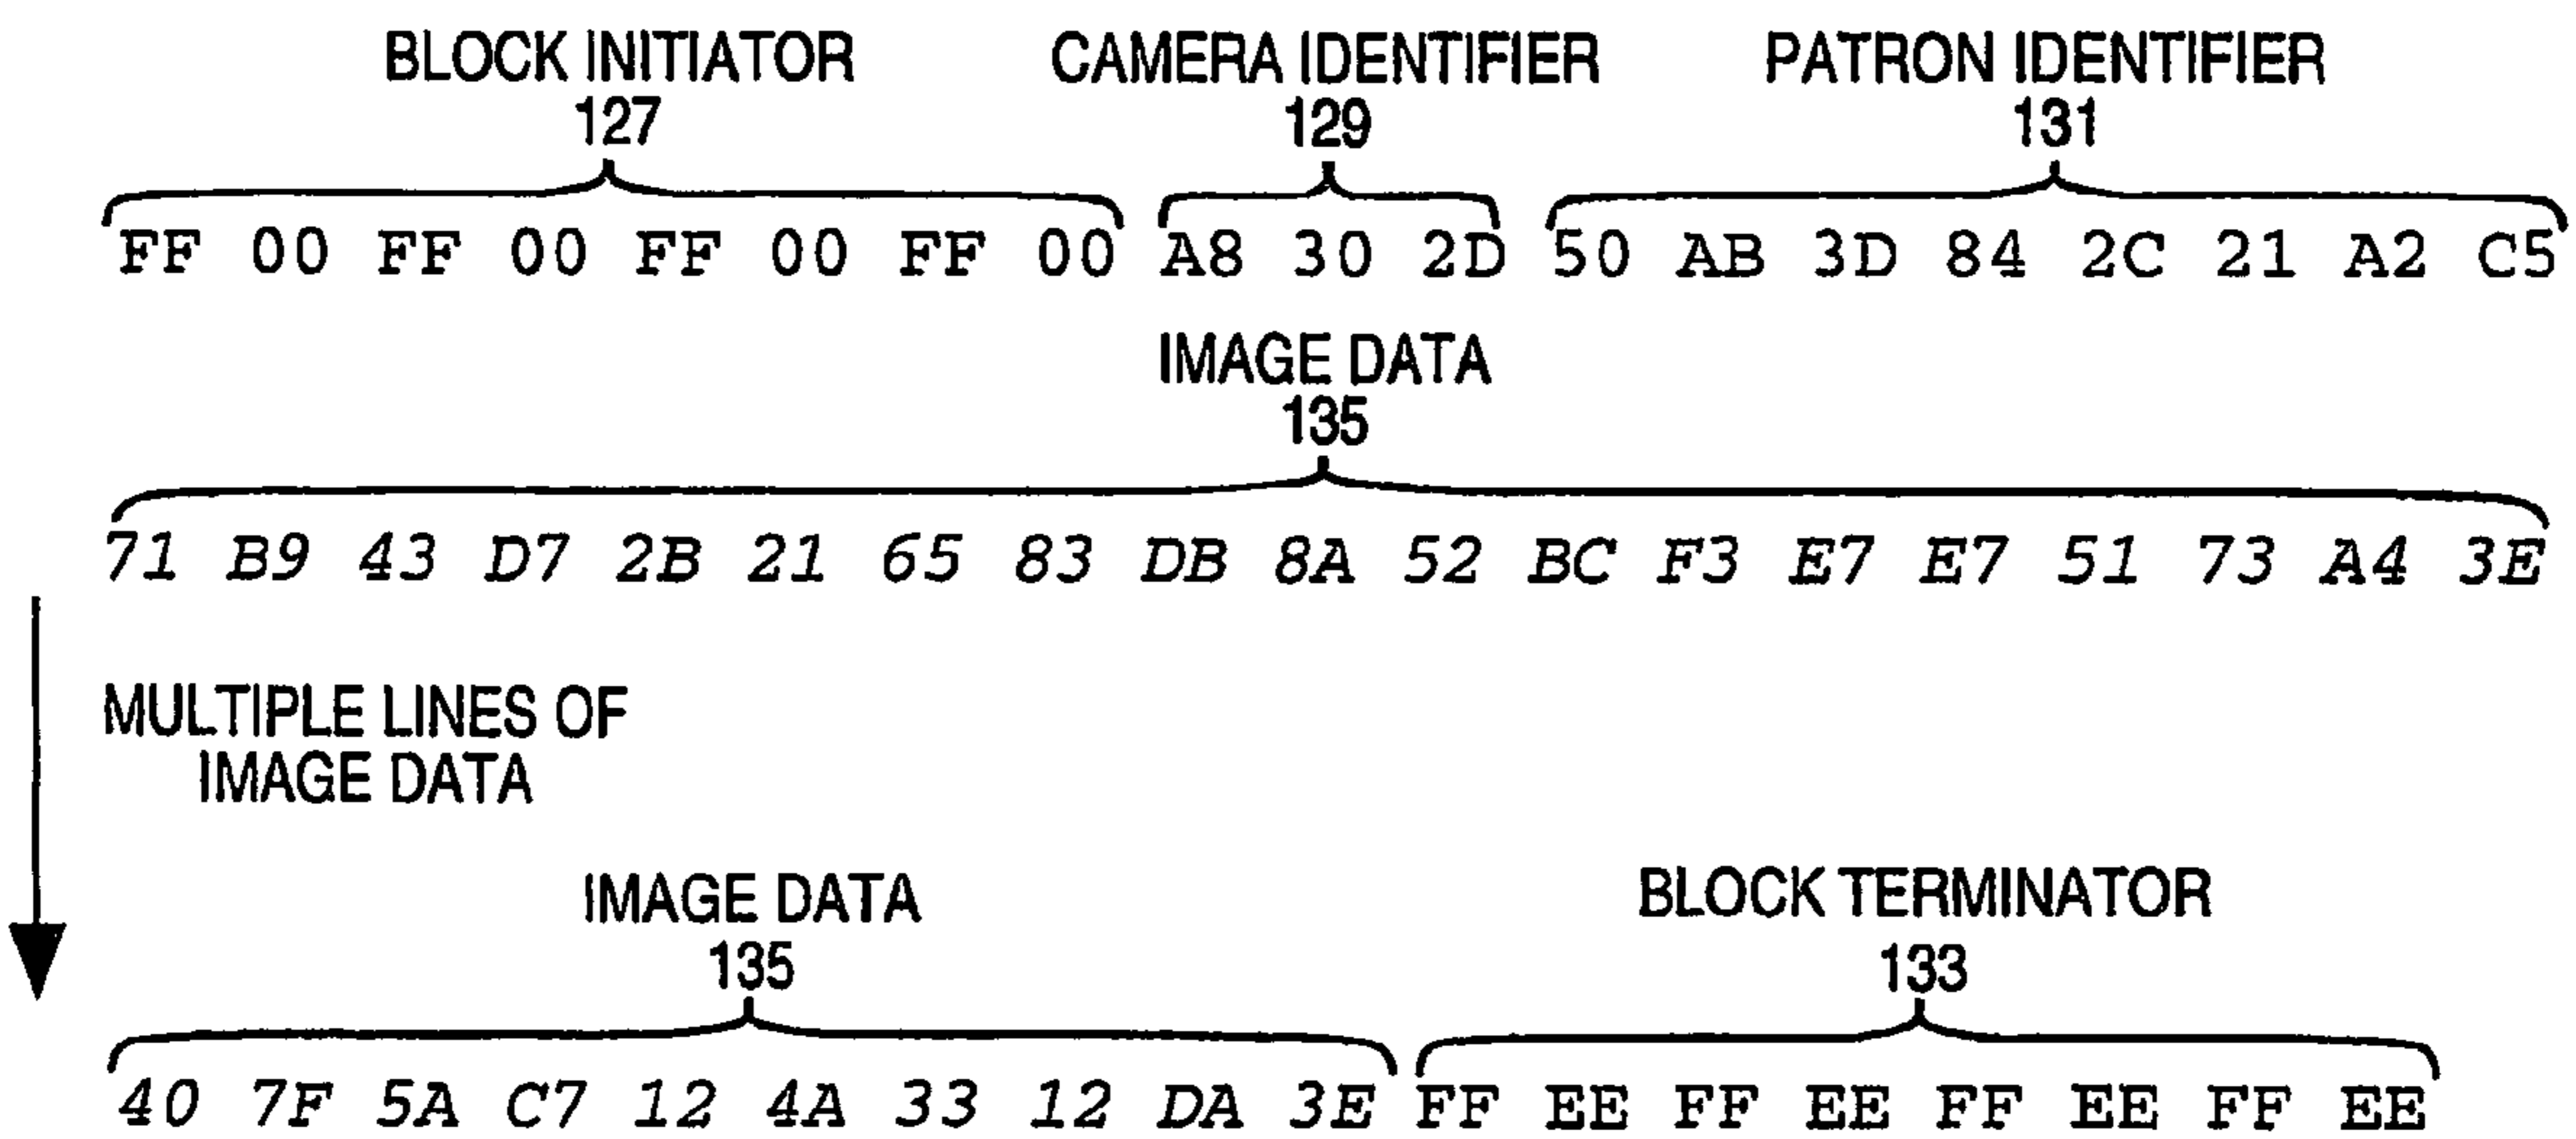 BLOCK INITIATOR CAMERA IDENTIFIER PATRON IDENTIFIER
127 129 131
FF 00 FF 00 FF 00 FF 00 A8 30 2D 50 AB 3D 84 2C 21 A2 C5
IMAGE DATA
135
71 B9 43 D7 2B 21 65 83 DB 8A 52 BC F3 E7 E7 51 73 A4 3E
MULTIPLE LINES OF
IMAGE DATA
IMAGE DATA BLOCK TERMINATOR
135 133
40 7F 5A C7 12 4A 33 12 DA 3E FF EE FF EE FF EE FF EE